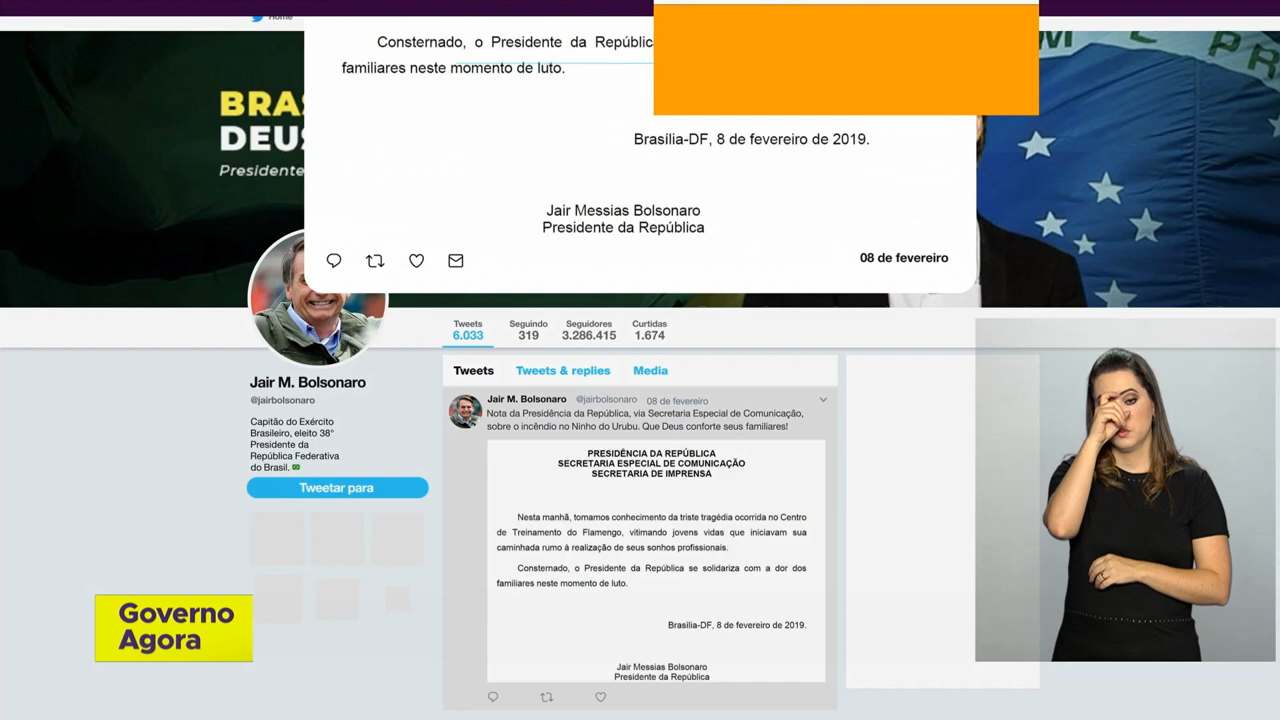 Home
Consternado, o Presidente da Repúblic
familiares neste momento de luto.
Brasília-DF, 8 de fevereiro de 2019.
Jair Messias Bolsonaro
Presidente da República
08 de fevereiro
BRAS
DEUS
Presidente
M E PR
Tweets
6.033
Seguindo
319
Seguidores
3.286.415
Curtidas
1.674
Jair M. Bolsonaro
@jairbolsonaro
Capitão do Exército
Brasileiro, eleito 38°
Presidente da
República Federativa
do Brasil.
Tweetar para
Tweets Tweets & replies Media
Jair M. Bolsonaro @jairbolsonaro 08 de fevereiro
Nota da Presidência da República, via Secretaria Especial de Comunicação,
sobre o incêndio no Ninho do Urubu. Que Deus conforte seus familiares!
PRESIDÊNCIA DA REPÚBLICA
SECRETARIA ESPECIAL DE COMUNICAÇÃO
SECRETARIA DE IMPRENSA
Nesta manhã, tomamos conhecimento da triste tragédia ocorrida no Centro
de Treinamento do Flamengo, vitimando jovens vidas que iniciavam sua
caminhada rumo à realização de seus sonhos profissionais.
Consternado, o Presidente da República se solidariza com a dor dos
familiares neste momento de luto.
Brasília-DF, 8 de fevereiro de 2019.
Jair Messias Bolsonaro
Presidente da República
Governo
Agora